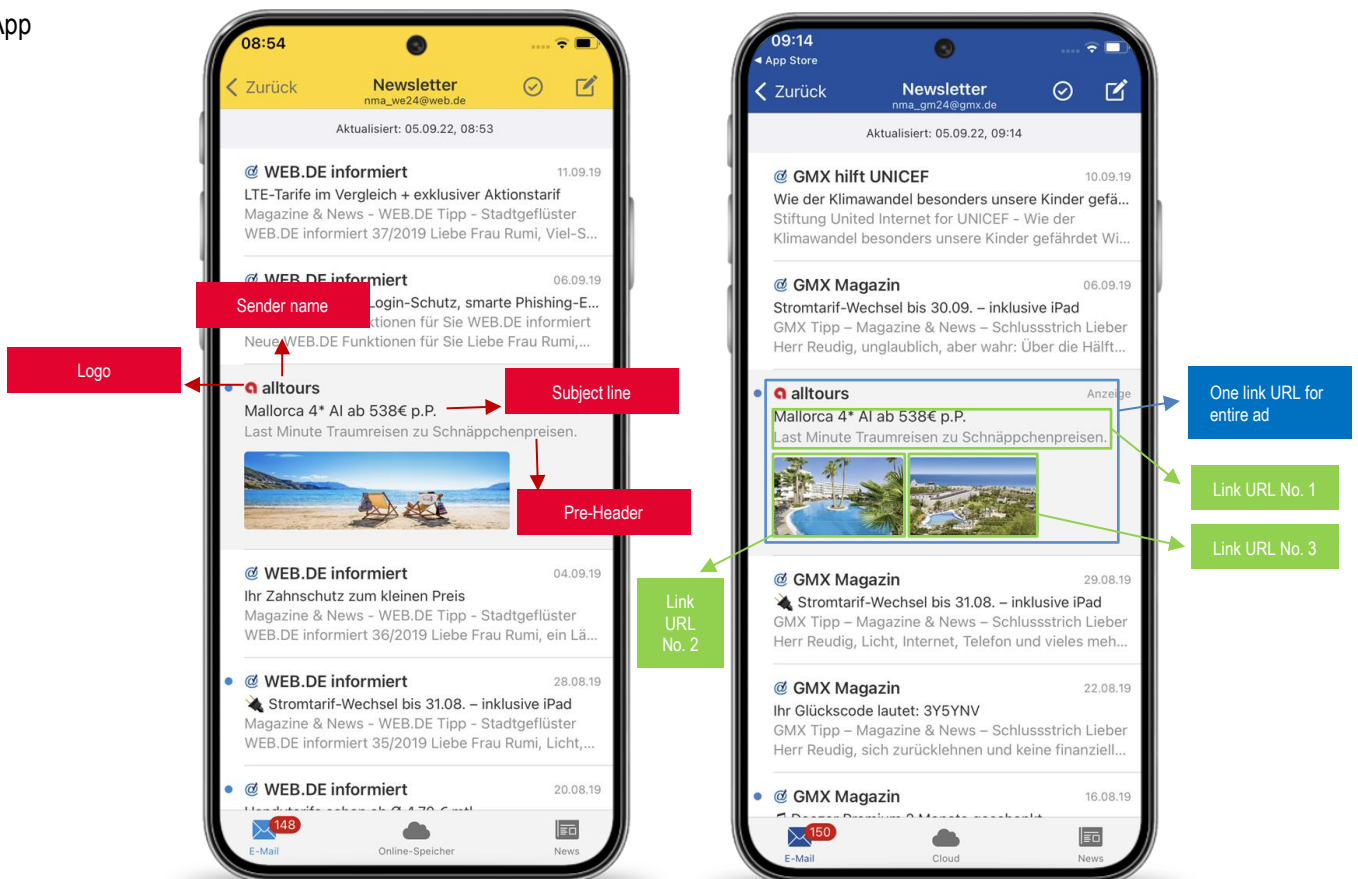 App
08:54
Zurück
Newsletter
nma_we24@web.de
Aktualisiert: 05.09.22, 08:53
WEB.DE informiert
11.09.19
LTE-Tarife im Vergleich + exklusiver Aktionstarif
Magazine & News - WEB.DE Tipp - Stadtgeflüster
WEB.DE informiert 37/2019 Liebe Frau Rumi, Viel-S...
WEB.DE informiert
06.09.19
Login-Schutz, smarte Phishing-E...
ktionen für Sie WEB.DE informiert
Neue WEB.DE Funktionen für Sie Liebe Frau Rumi,...
Sender name
Logo
alltours
Mallorca 4* AI ab 538€ p.P.
Last Minute Traumreisen zu Schnäppchenpreisen.
Subject line
Pre-Header
WEB.DE informiert
04.09.19
Ihr Zahnschutz zum kleinen Preis
Magazine & News - WEB.DE Tipp - Stadtgeflüster
WEB.DE informiert 36/2019 Liebe Frau Rumi, ein Lä...
WEB.DE informiert
28.08.19
Stromtarif-Wechsel bis 31.08. – inklusive iPad
Magazine & News - WEB.DE Tipp - Stadtgeflüster
WEB.DE informiert 35/2019 Liebe Frau Rumi, Licht,...
WEB.DE informiert
20.08.19
148
E-Mail
Online-Speicher
News
09:14
App Store
Zurück
Newsletter
nma_gm24@gmx.de
Aktualisiert: 05.09.22, 09:14
GMX hilft UNICEF
10.09.19
Wie der Klimawandel besonders unsere Kinder gefä...
Stiftung United Internet for UNICEF - Wie der
Klimawandel besonders unsere Kinder gefährdet Wi...
GMX Magazin
06.09.19
Stromtarif-Wechsel bis 30.09. – inklusive iPad
GMX Tipp – Magazine & News – Schlussstrich Lieber
Herr Reudig, unglaublich, aber wahr: Über die Hälft...
alltours
Anzeige
Mallorca 4* AI ab 538€ p.P.
Last Minute Traumreisen zu Schnäppchenpreisen.
One link URL for
entire ad
Link URL No. 1
Link URL No. 3
Link
URL
No. 2
GMX Magazin
29.08.19
Stromtarif-Wechsel bis 31.08. – inklusive iPad
GMX Tipp – Magazine & News – Schlussstrich Lieber
Herr Reudig, Licht, Internet, Telefon und vieles meh...
GMX Magazin
22.08.19
Ihr Glückscode lautet: 3Y5YNV
GMX Tipp – Magazine & News – Schlussstrich Lieber
Herr Reudig, sich zurücklehnen und keine finanziell...
GMX Magazin
16.08.19
150
E-Mail
Cloud
News